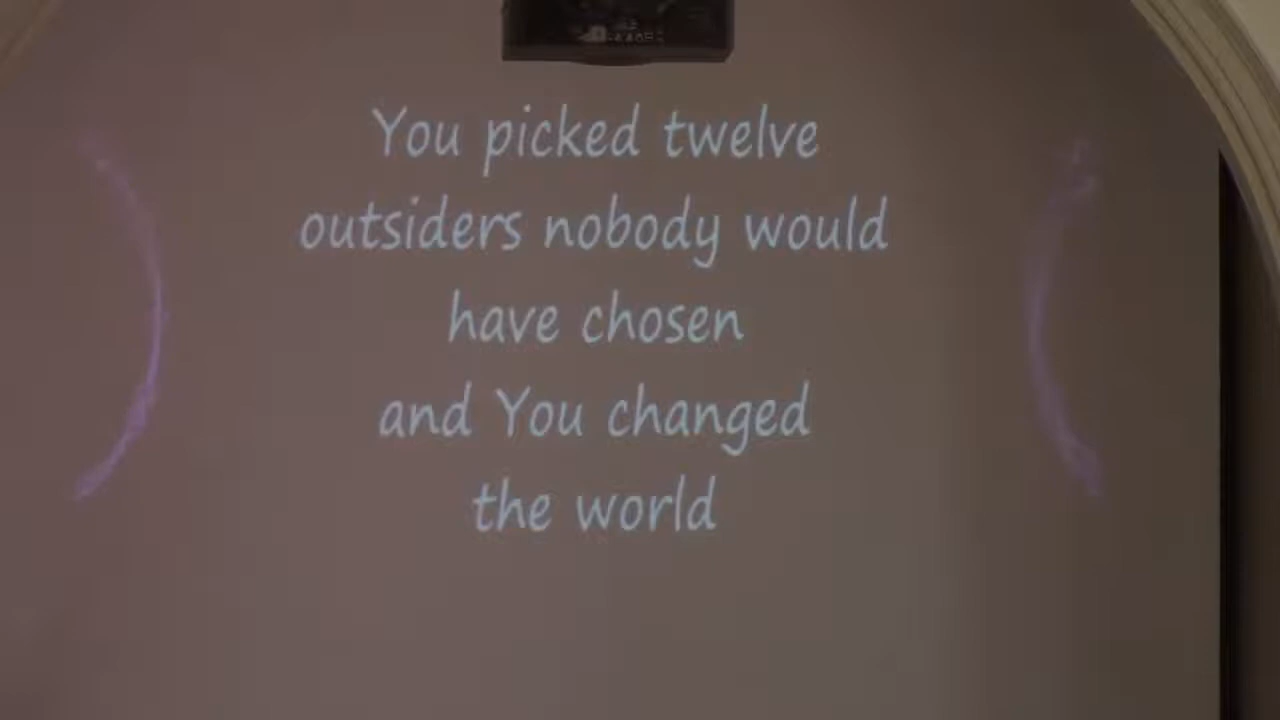 You picked twelve
outsiders nobody would
have chosen
and You changed
the world